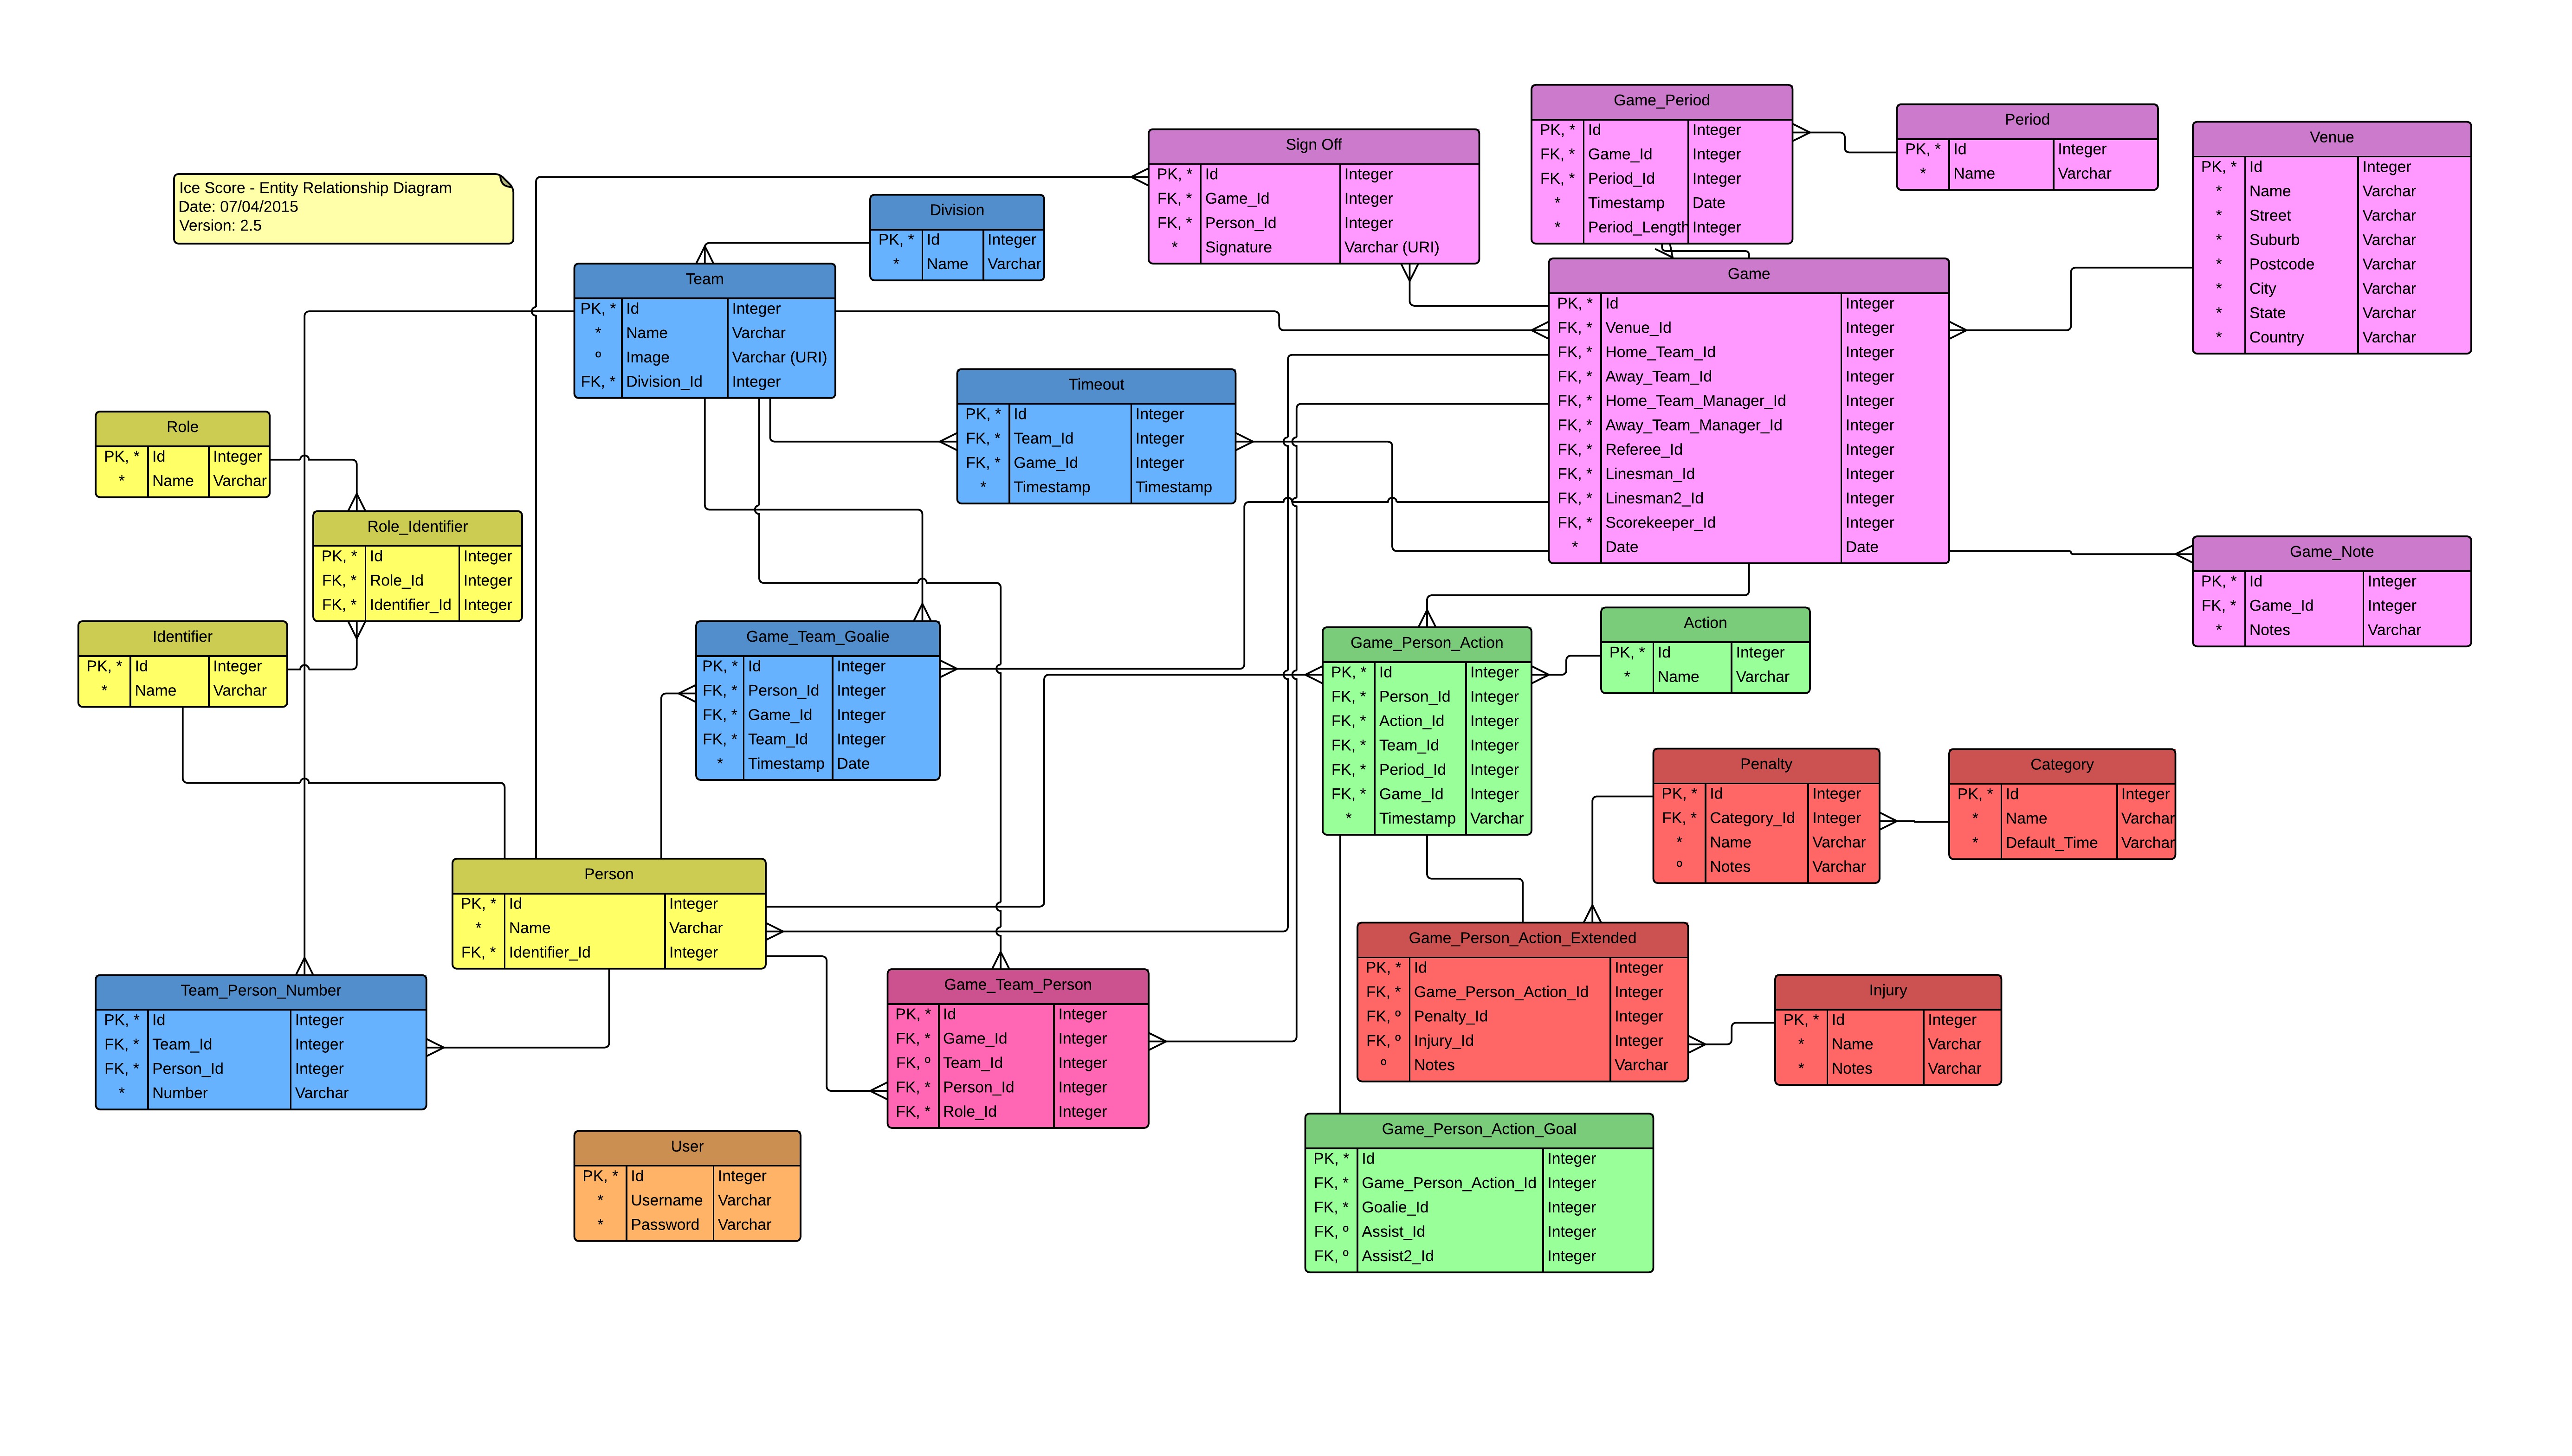 Ice Score - Entity Relationship Diagram
Date: 07/04/2015
Version: 2.5
Game_Period
PK, * Id Integer
FK, * Game_Id Integer
FK, * Period_Id Integer
* Timestamp Date
* Period_Length Integer
Period
PK, * Id Integer
* Name Varchar
Venue
PK, * Id Integer
* Name Varchar
* Street Varchar
* Suburb Varchar
* Postcode Varchar
* City Varchar
* State Varchar
* Country Varchar
Sign Off
PK, * Id Integer
FK, * Game_Id Integer
FK, * Person_Id Integer
* Signature Varchar (URI)
Division
PK, * Id Integer
* Name Varchar
Team
PK, * Id Integer
* Name Varchar
º Image Varchar (URI)
FK, * Division_Id Integer
Game
PK, * Id Integer
FK, * Venue_Id Integer
FK, * Home_Team_Id Integer
FK, * Away_Team_Id Integer
FK, * Home_Team_Manager_Id Integer
FK, * Away_Team_Manager_Id Integer
FK, * Referee_Id Integer
FK, * Linesman_Id Integer
FK, * Linesman2_Id Integer
FK, * Scorekeeper_Id Integer
* Date Date
Timeout
PK, * Id Integer
FK, * Team_Id Integer
FK, * Game_Id Integer
* Timestamp Timestamp
Role
PK, * Id Integer
* Name Varchar
Role_Identifier
PK, * Id Integer
FK, * Role_Id Integer
FK, * Identifier_Id Integer
Identifier
PK, * Id Integer
* Name Varchar
Game_Note
PK, * Id Integer
FK, * Game_Id Integer
* Notes Varchar
Game_Team_Goalie
PK, * Id Integer
FK, * Person_Id Integer
FK, * Game_Id Integer
FK, * Team_Id Integer
* Timestamp Date
Game_Person_Action
PK, * Id Integer
FK, * Person_Id Integer
FK, * Action_Id Integer
FK, * Team_Id Integer
FK, * Period_Id Integer
FK, * Game_Id Integer
* Timestamp Varchar
Action
PK, * Id Integer
* Name Varchar
Penalty
PK, * Id Integer
FK, * Category_Id Integer
* Name Varchar
º Notes Varchar
Category
PK, * Id Integer
* Name Varchar
* Default_Time Varchar
Person
PK, * Id Integer
* Name Varchar
FK, * Identifier_Id Integer
Game_Person_Action_Extended
PK, * Id Integer
FK, * Game_Person_Action_Id Integer
FK, º Penalty_Id Integer
FK, º Injury_Id Integer
º Notes Varchar
Injury
PK, * Id Integer
* Name Varchar
* Notes Varchar
Team_Person_Number
PK, * Id Integer
FK, * Team_Id Integer
FK, * Person_Id Integer
* Number Varchar
Game_Team_Person
PK, * Id Integer
FK, * Game_Id Integer
FK, º Team_Id Integer
FK, * Person_Id Integer
FK, * Role_Id Integer
User
PK, * Id Integer
* Username Varchar
* Password Varchar
Game_Person_Action_Goal
PK, * Id Integer
FK, * Game_Person_Action_Id Integer
FK, * Goalie_Id Integer
FK, º Assist_Id Integer
FK, º Assist2_Id Integer